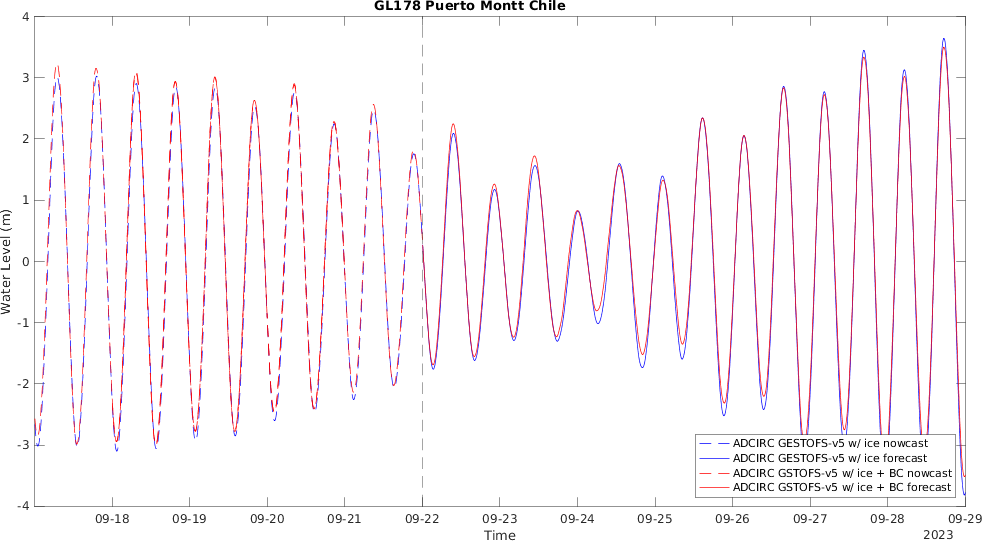 GL178 Puerto Montt Chile
4
3
2
1
0
-1
-2
-3
-4
Water Level (m)
ADCIRC GESTOFS-v5 w/ ice nowcast
ADCIRC GESTOFS-v5 w/ ice forecast
ADCIRC GSTOFS-v5 w/ ice + BC nowcast
ADCIRC GSTOFS-v5 w/ ice + BC forecast
09-18 09-19 09-20 09-21 09-22 09-23 09-24 09-25 09-26 09-27 09-28 09-29
Time
2023